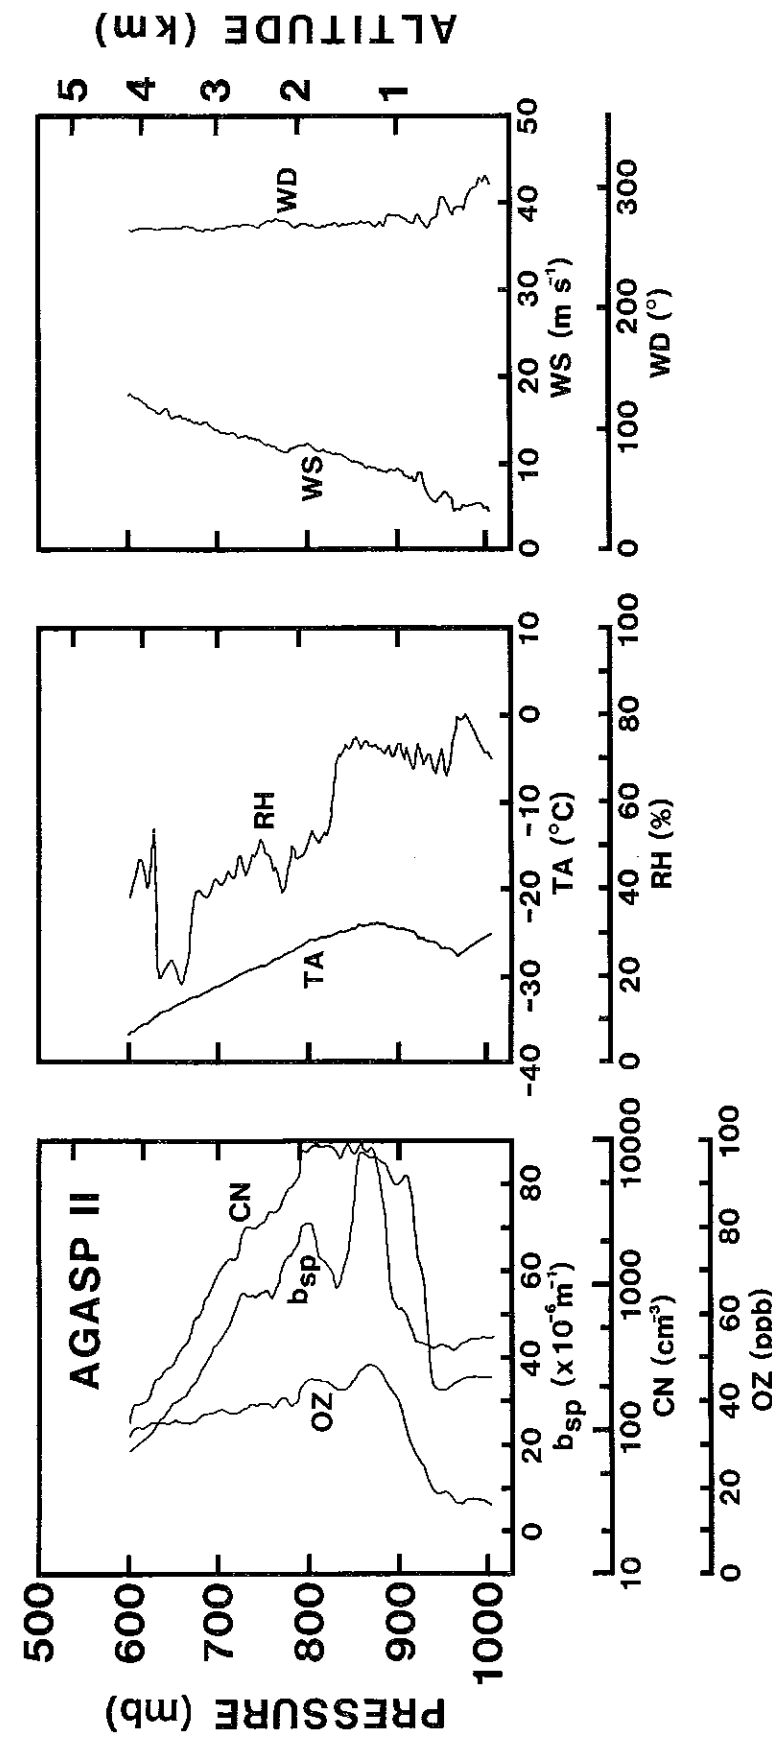 AGASP II
PRESSURE (mb)
500
600
700
800
900
1000
CN
bsp
OZ
0 20 40 60 80
bsp (x10⁻⁶m⁻¹)
10 100 1000 10000
CN (cm⁻³)
0 20 40 60 80 100
OZ (ppb)
RH
TA
-40 -30 -20 -10 0 10
TA (°C)
0 20 40 60 80 100
RH (%)
WS
WD
0 10 20 30 40 50
WS (m s⁻¹)
0 100 200 300
WD (°)
5
4
3
2
1
ALTITUDE (km)